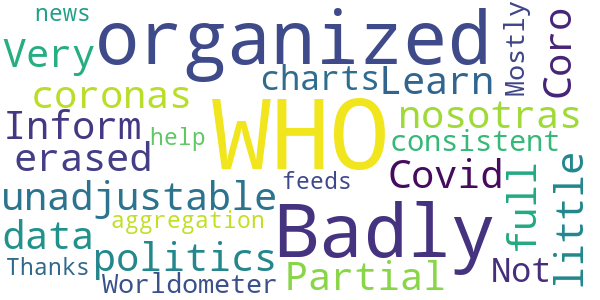 news
organized
Very
Mostly
Coro
charts
Learn
coronas
WHO
nosotras
Inform
help
consistent
erased
feeds
Covid
full
little
unadjustable
Badly
aggregation
data
politics
Not
Thanks
Worldometer
Partial